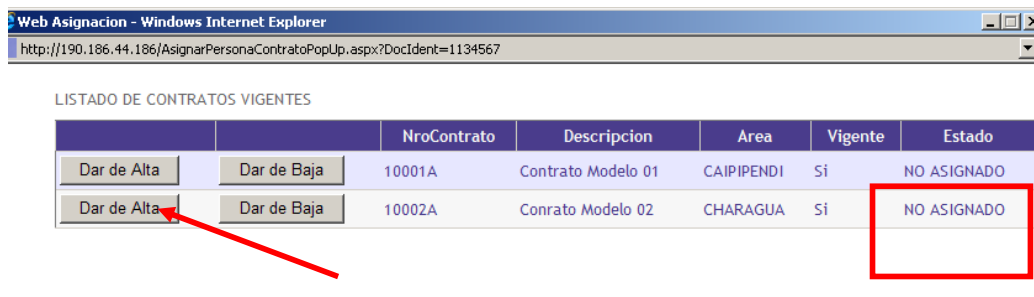 Web Asignacion - Windows Internet Explorer
http://190.186.44.186/AsignarPersonaContratoPopUp.aspx?DocIdent=1134567
LISTADO DE CONTRATOS VIGENTES
NroContrato Descripcion Area Vigente Estado
Dar de Alta Dar de Baja 10001A Contrato Modelo 01 CAIPIPENDI Si NO ASIGNADO
Dar de Alta Dar de Baja 10002A Conrato Modelo 02 CHARAGUA Si NO ASIGNADO